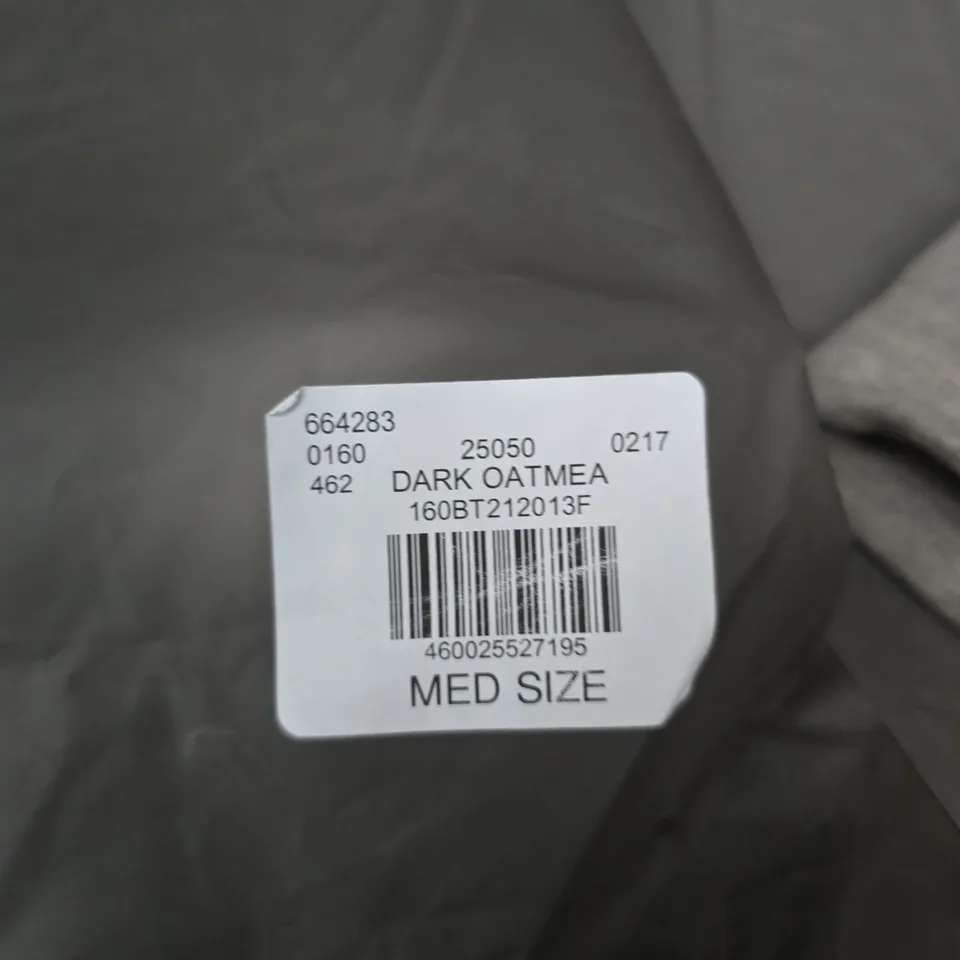 664283
0160 25050 0217
462 DARK OATMEA
160BT212013F
460025527195
MED SIZE